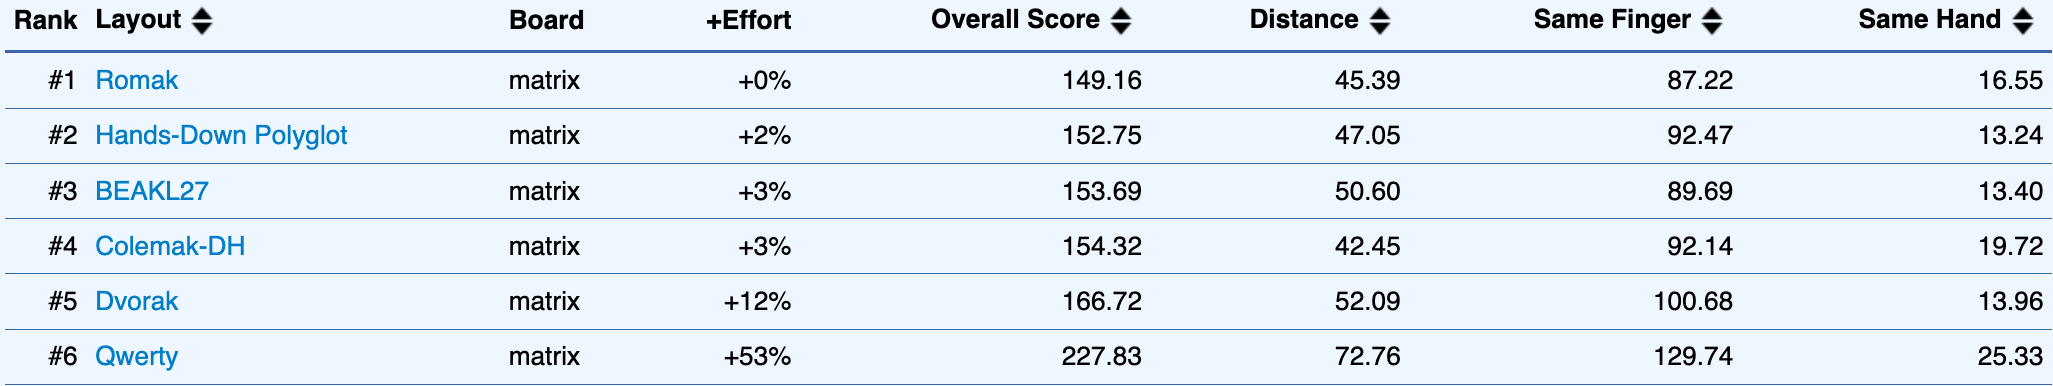 Rank Layout Board +Effort Overall Score Distance Same Finger Same Hand
#1 Romak matrix +0% 149.16 45.39 87.22 16.55
#2 Hands-Down Polyglot matrix +2% 152.75 47.05 92.47 13.24
#3 BEAKL27 matrix +3% 153.69 50.60 89.69 13.40
#4 Colemak-DH matrix +3% 154.32 42.45 92.14 19.72
#5 Dvorak matrix +12% 166.72 52.09 100.68 13.96
#6 Qwerty matrix +53% 227.83 72.76 129.74 25.33